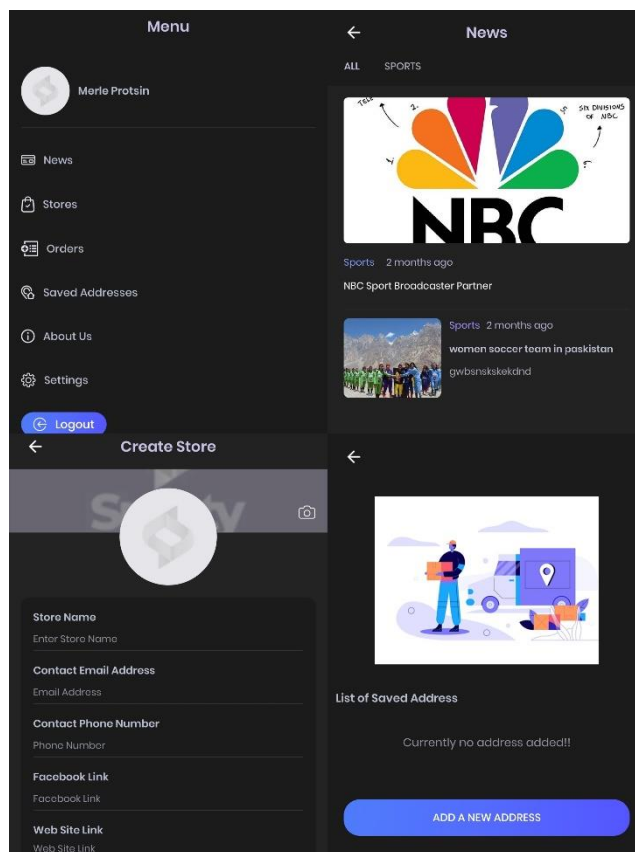 Menu
Merle Protsin
News
Stores
Orders
Saved Addresses
About Us
Settings
Logout
News
ALL SPORTS
TELE
2.
5.
SIX DIVISIONS
OF NBC
NBC
Sports 2 months ago
NBC Sport Broadcaster Partner
Sports 2 months ago
women soccer team in paskistan
gwbsnskskekdnd
Create Store
Store Name
Enter Store Name
Contact Email Address
Email Address
Contact Phone Number
Phone Number
Facebook Link
Facebook Link
Web Site Link
Web Site Link
List of Saved Address
Currently no address added!!
ADD A NEW ADDRESS